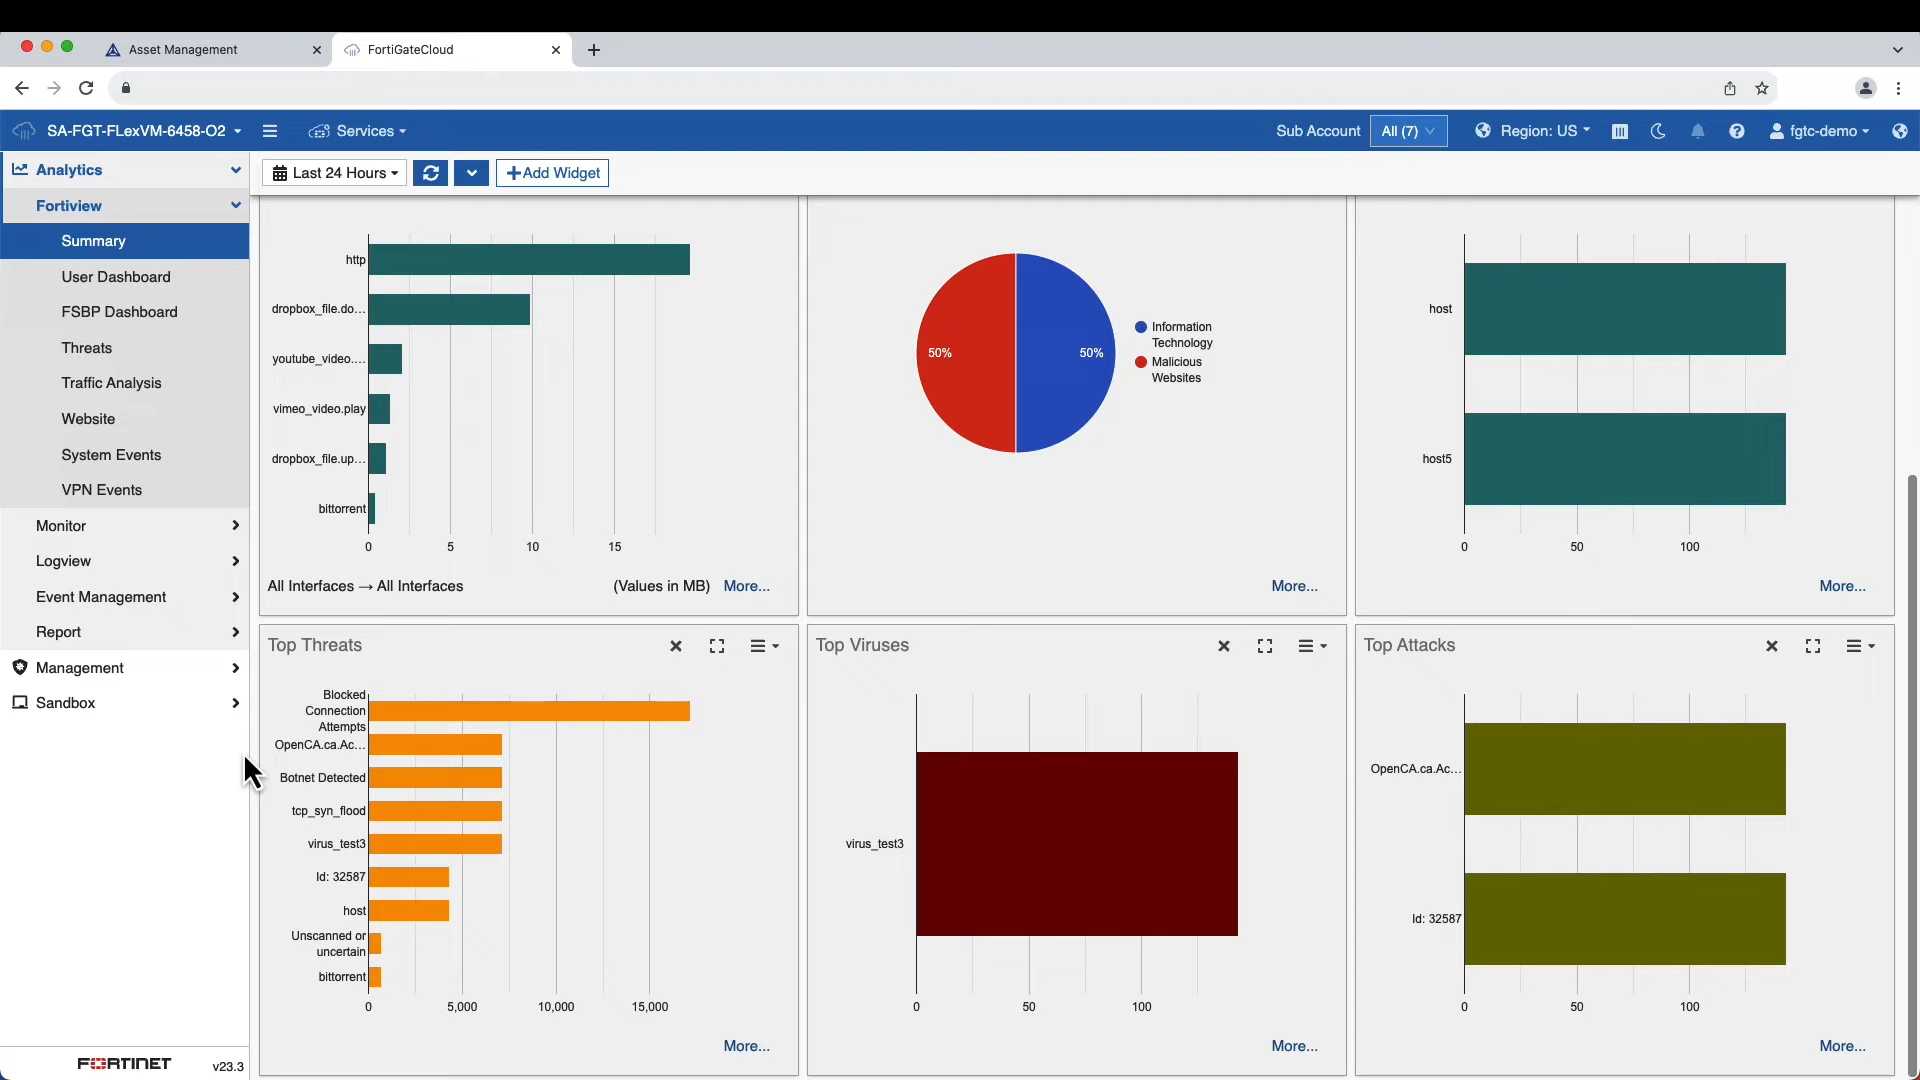 Asset Management
FortiGateCloud
SA-FGT-FLexVM-6458-O2
Services
Sub Account
All (7)
Region: US
fgtc-demo
Analytics
Fortiview
Summary
User Dashboard
FSBP Dashboard
Threats
Traffic Analysis
Website
System Events
VPN Events
Monitor
Logview
Event Management
Report
Management
Sandbox
FORTINET
v23.3
Last 24 Hours
+Add Widget
http
dropbox_file.do...
youtube_video....
vimeo_video.play
dropbox_file.up...
bittorrent
0 5 10 15
All Interfaces → All Interfaces
(Values in MB) More...
50%
50%
Information
Technology
Malicious
Websites
More...
host
host5
0 50 100
More...
Top Threats
Blocked
Connection
Attempts
OpenCA.ca.Ac...
Botnet Detected
tcp_syn_flood
virus_test3
Id: 32587
host
Unscanned or
uncertain
bittorrent
0 5,000 10,000 15,000
More...
Top Viruses
virus_test3
0 50 100
More...
Top Attacks
OpenCA.ca.Ac...
Id: 32587
0 50 100
More...